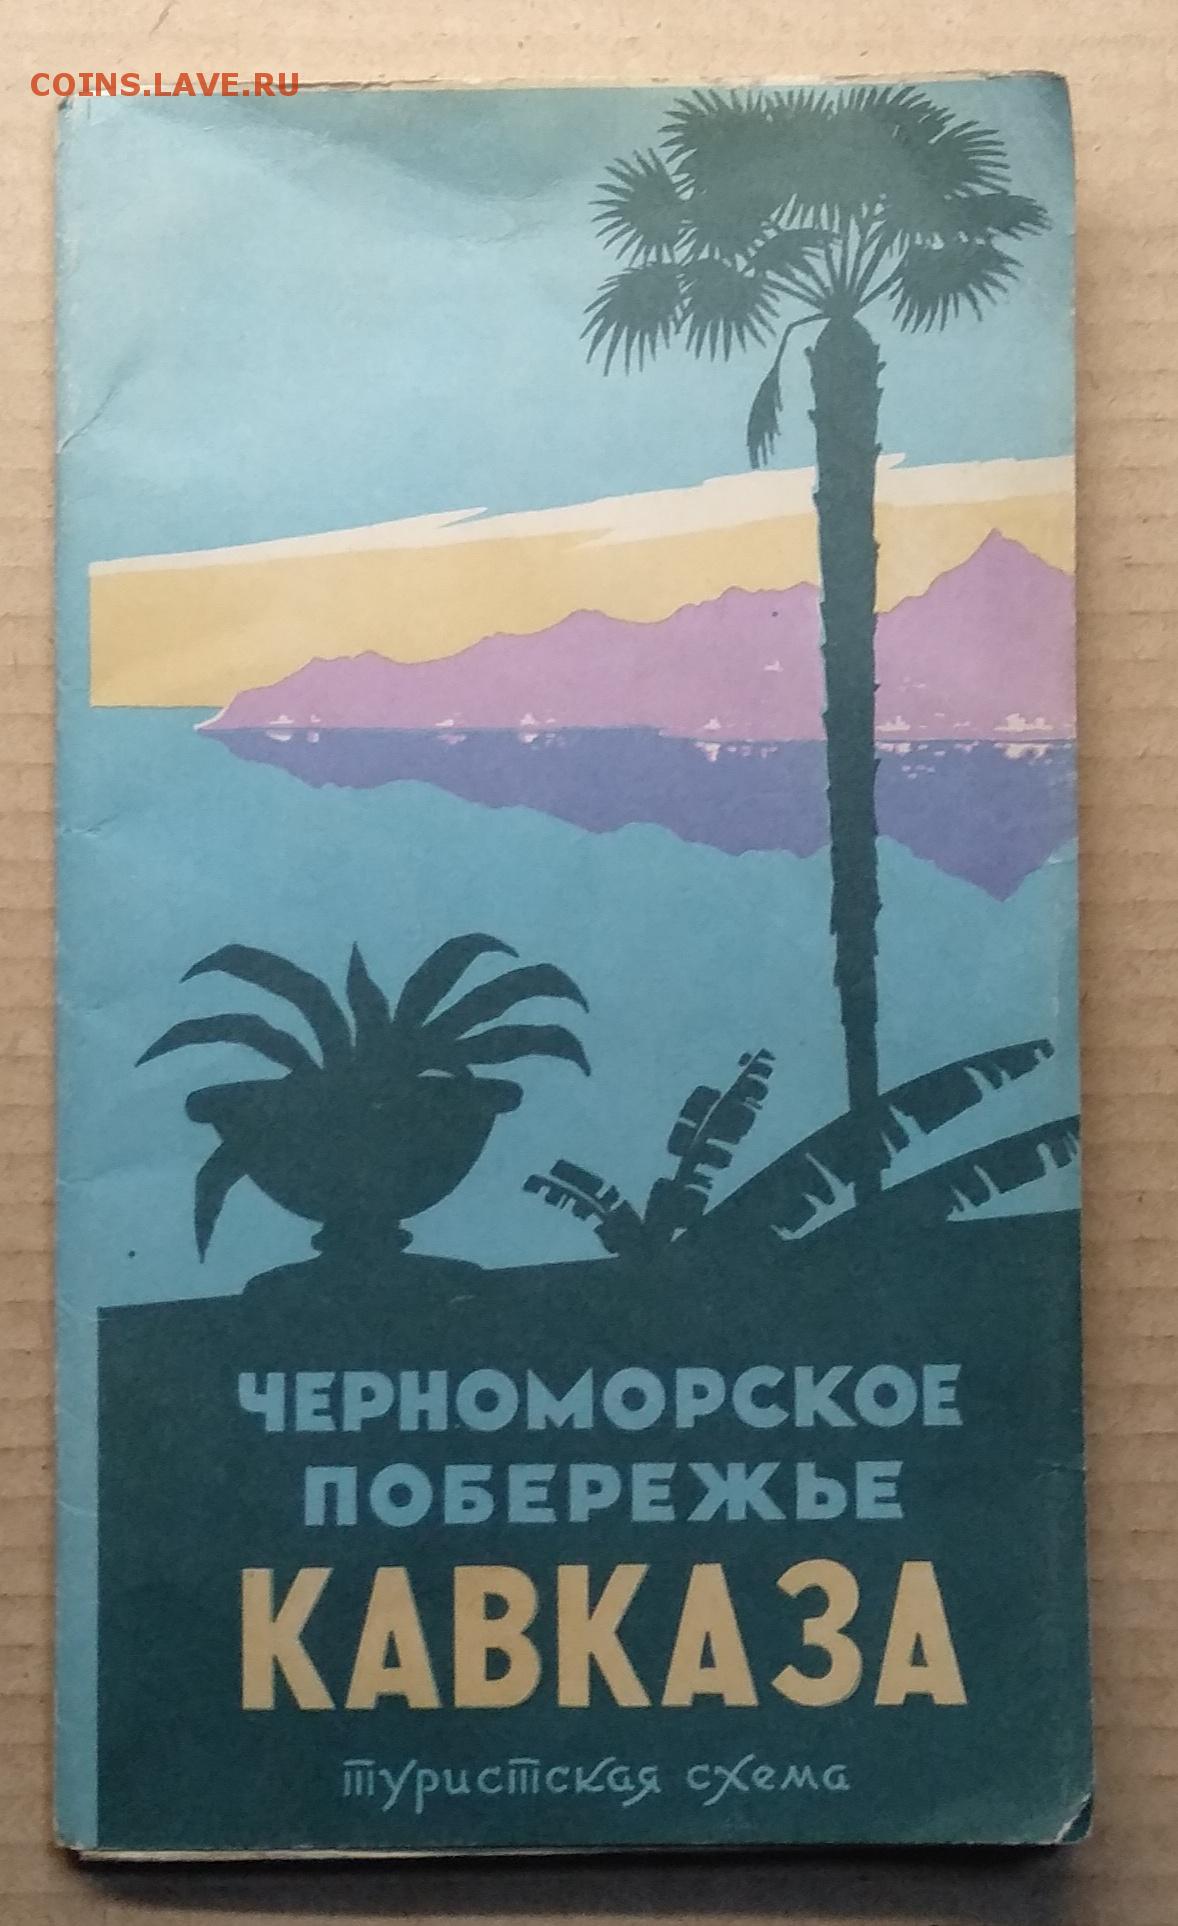 COINS.LAVE.RU
ЧЕРНОМОРСКОЕ
ПОБЕРЕЖЬЕ
КАВКАЗА
туристская схема